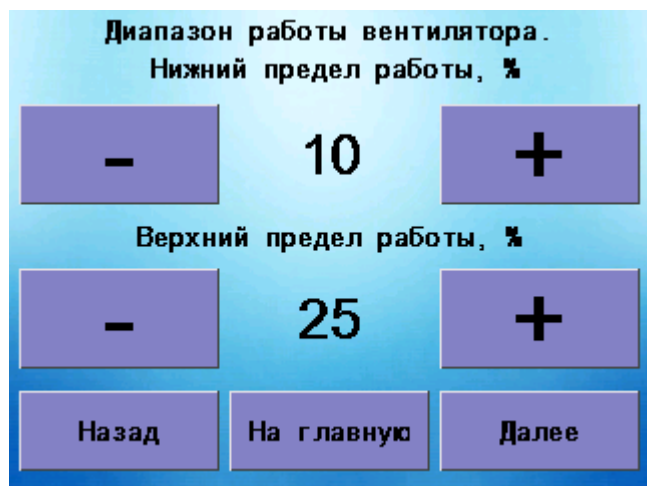 Диапазон работы вентилятора.
Нижний предел работы, %
- 10 +
Верхний предел работы, %
- 25 +
Назад На главную Далее